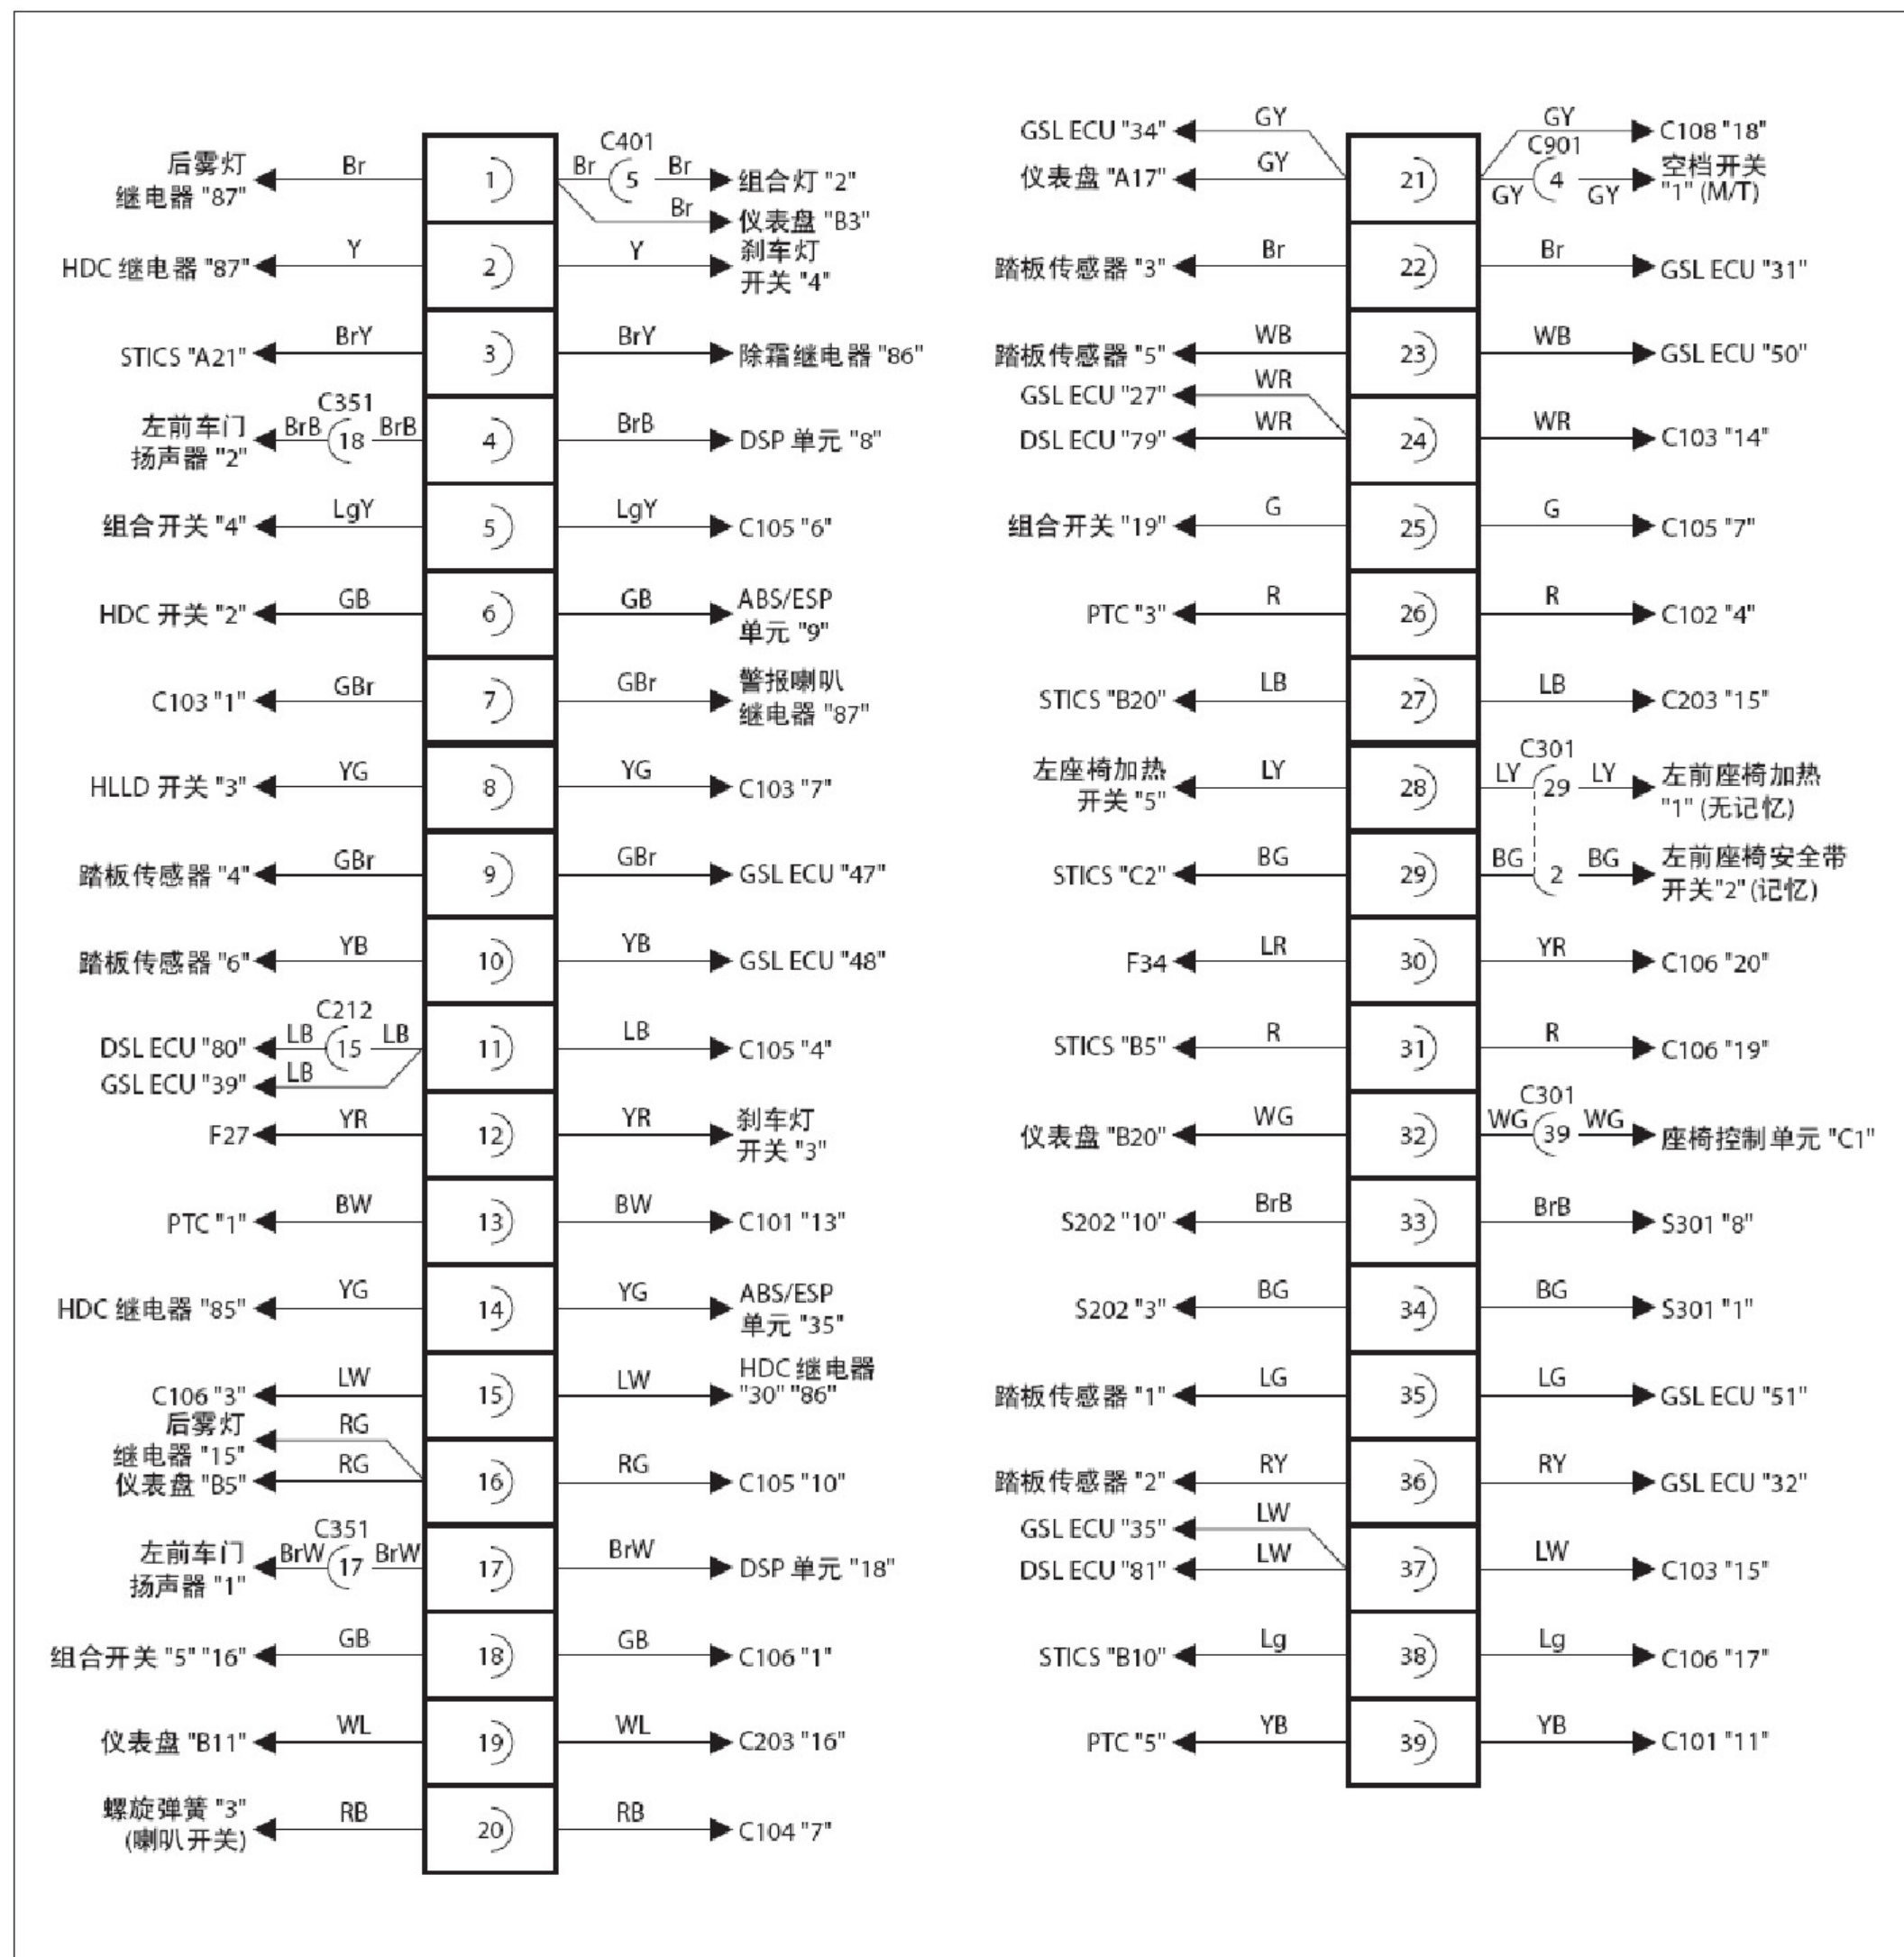 后雾灯
继电器 "87"
Br
1
Br
C401
5
Br
组合灯 "2"
Br
仪表盘 "B3"
HDC 继电器 "87"
Y
2
Y
刹车灯
开关 "4"
STICS "A21"
BrY
3
BrY
除霜继电器 "86"
左前车门
扬声器 "2"
BrB
C351
18
BrB
4
BrB
DSP 单元 "8"
组合开关 "4"
LgY
5
LgY
C105 "6"
HDC 开关 "2"
GB
6
GB
ABS/ESP
单元 "9"
C103 "1"
GBr
7
GBr
警报喇叭
继电器 "87"
HLLD 开关 "3"
YG
8
YG
C103 "7"
踏板传感器 "4"
GBr
9
GBr
GSL ECU "47"
踏板传感器 "6"
YB
10
YB
GSL ECU "48"
DSL ECU "80"
LB
C212
15
LB
GSL ECU "39"
LB
11
LB
C105 "4"
F27
YR
12
YR
刹车灯
开关 "3"
PTC "1"
BW
13
BW
C101 "13"
HDC 继电器 "85"
YG
14
YG
ABS/ESP
单元 "35"
C106 "3"
LW
15
LW
HDC 继电器
"30" "86"
后雾灯
继电器 "15"
RG
仪表盘 "B5"
RG
16
RG
C105 "10"
左前车门
扬声器 "1"
BrW
C351
17
BrW
17
BrW
DSP 单元 "18"
组合开关 "5" "16"
GB
18
GB
C106 "1"
仪表盘 "B11"
WL
19
WL
C203 "16"
螺旋弹簧 "3"
(喇叭开关)
RB
20
RB
C104 "7"
GSL ECU "34"
GY
仪表盘 "A17"
GY
21
GY
C108 "18"
GY
C901
4
GY
空档开关
"1" (M/T)
踏板传感器 "3"
Br
22
Br
GSL ECU "31"
踏板传感器 "5"
WB
23
WB
GSL ECU "50"
GSL ECU "27"
WR
DSL ECU "79"
WR
24
WR
C103 "14"
组合开关 "19"
G
25
G
C105 "7"
PTC "3"
R
26
R
C102 "4"
STICS "B20"
LB
27
LB
C203 "15"
左座椅加热
开关 "5"
LY
28
LY
C301
29
LY
左前座椅加热
"1" (无记忆)
STICS "C2"
BG
29
BG
2
BG
左前座椅安全带
开关"2" (记忆)
F34
LR
30
YR
C106 "20"
STICS "B5"
R
31
R
C106 "19"
仪表盘 "B20"
WG
32
WG
C301
39
WG
座椅控制单元 "C1"
S202 "10"
BrB
33
BrB
S301 "8"
S202 "3"
BG
34
BG
S301 "1"
踏板传感器 "1"
LG
35
LG
GSL ECU "51"
踏板传感器 "2"
RY
36
RY
GSL ECU "32"
GSL ECU "35"
LW
DSL ECU "81"
LW
37
LW
C103 "15"
STICS "B10"
Lg
38
Lg
C106 "17"
PTC "5"
YB
39
YB
C101 "11"